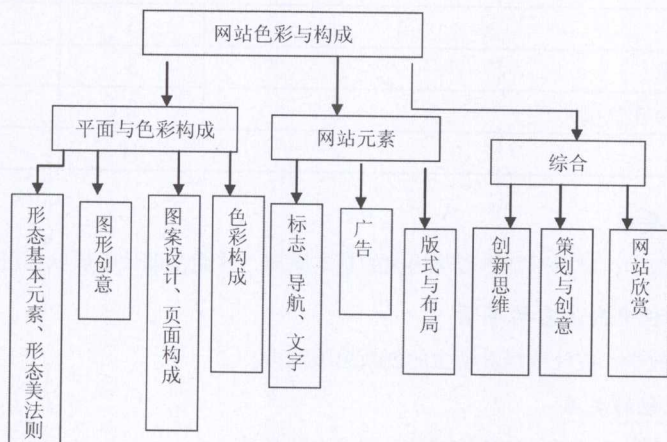 网站色彩与构成
平面与色彩构成
网站元素
综合
形态基本元素、形态美法则
图形创意
图案设计、页面构成
色彩构成
标志、导航、文字
广告
版式与布局
创新思维
策划与创意
网站欣赏